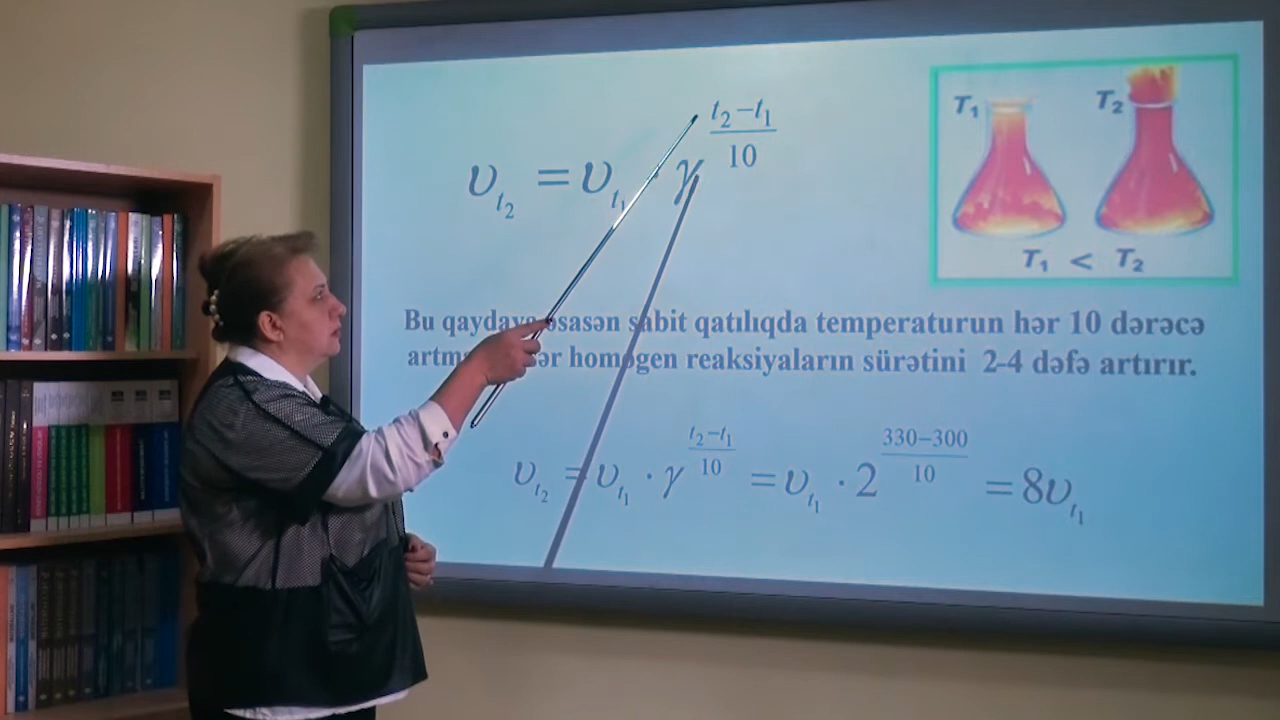 υt₂ = υt₁ · γ^((t₂−t₁)/10)
T₁ T₂
T₁ < T₂
Bu qaydaya əsasən sabit qatılıqda temperaturun hər 10 dərəcə
hər homogen reaksiyaların sürətini 2-4 dəfə artırır.
υt₂ = υt₁ · γ^((t₂−t₁)/10) = υt₁ · 2^((330−300)/10) = 8υt₁